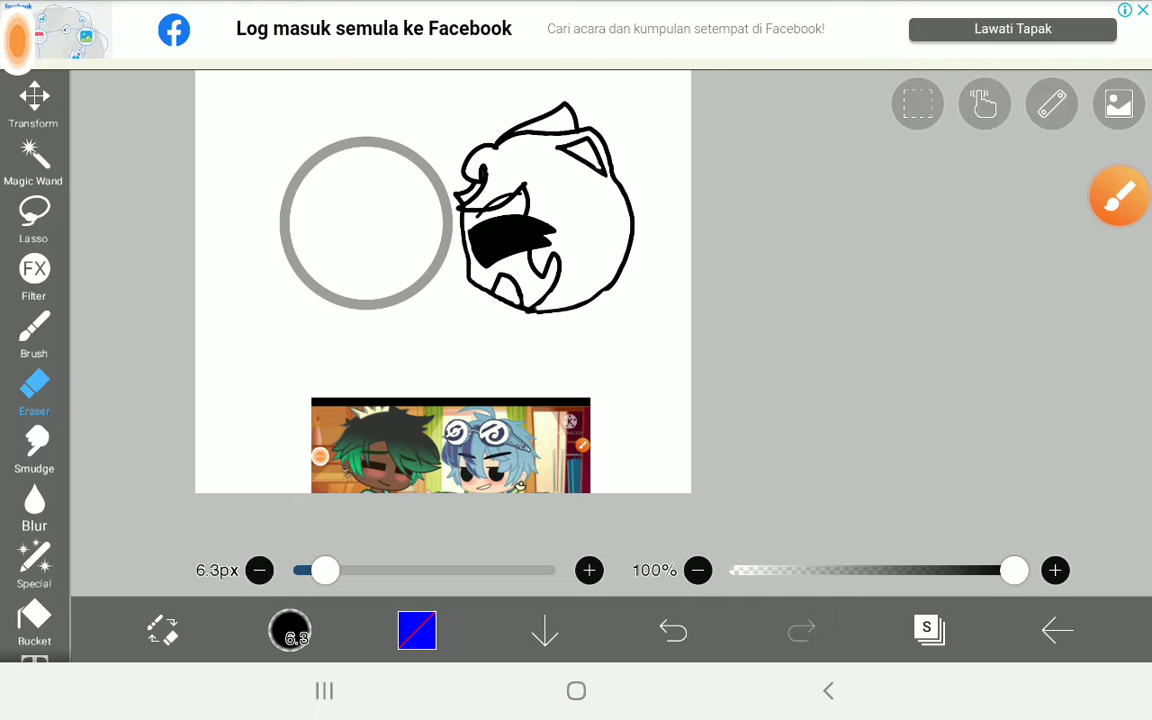 facebook
Log masuk semula ke Facebook
Cari acara dan kumpulan setempat di Facebook!
Lawati Tapak
Transform
Magic Wand
Lasso
FX
Filter
Brush
Eraser
Smudge
Blur
Special
Bucket
6.3px
100%
6.3
S